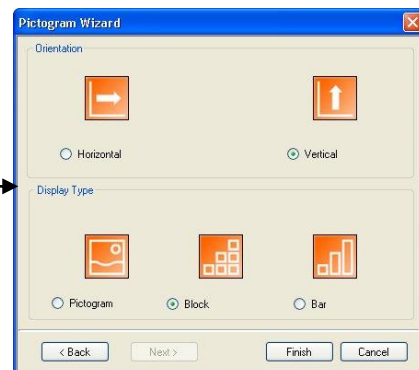 Pictogram Wizard
Orientation
Horizontal Vertical
Display Type
Pictogram Block Bar
< Back Next > Finish Cancel